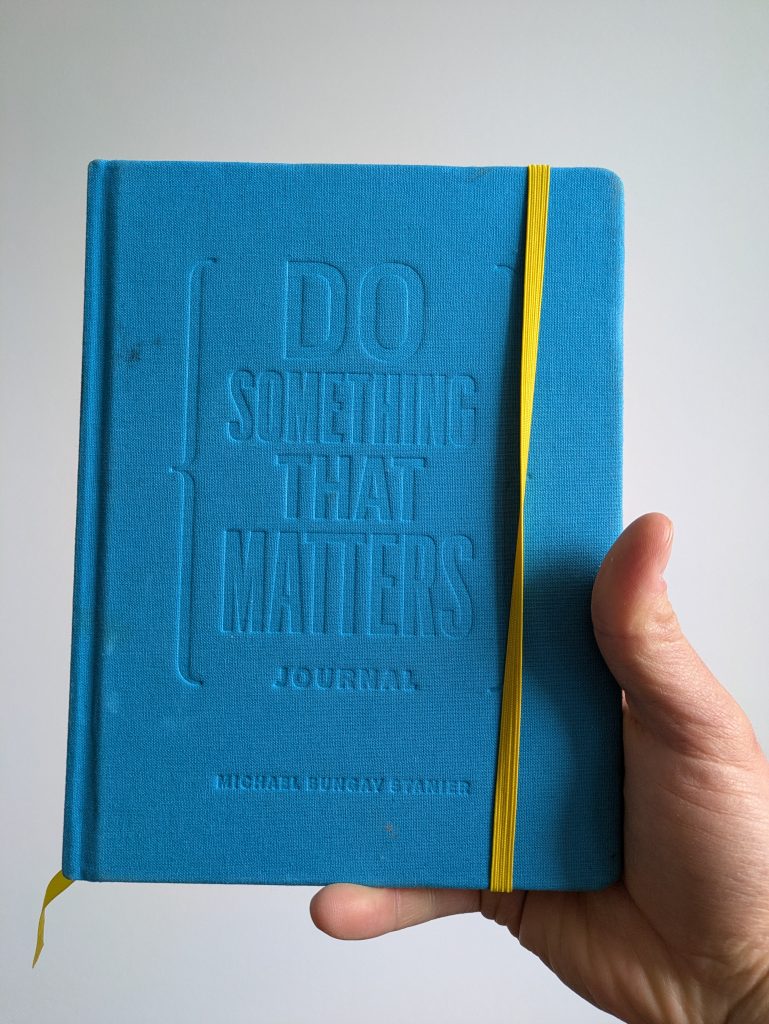 DO
SOMETHING
THAT
MATTERS
JOURNAL
MICHAEL BUNGAY STANIER